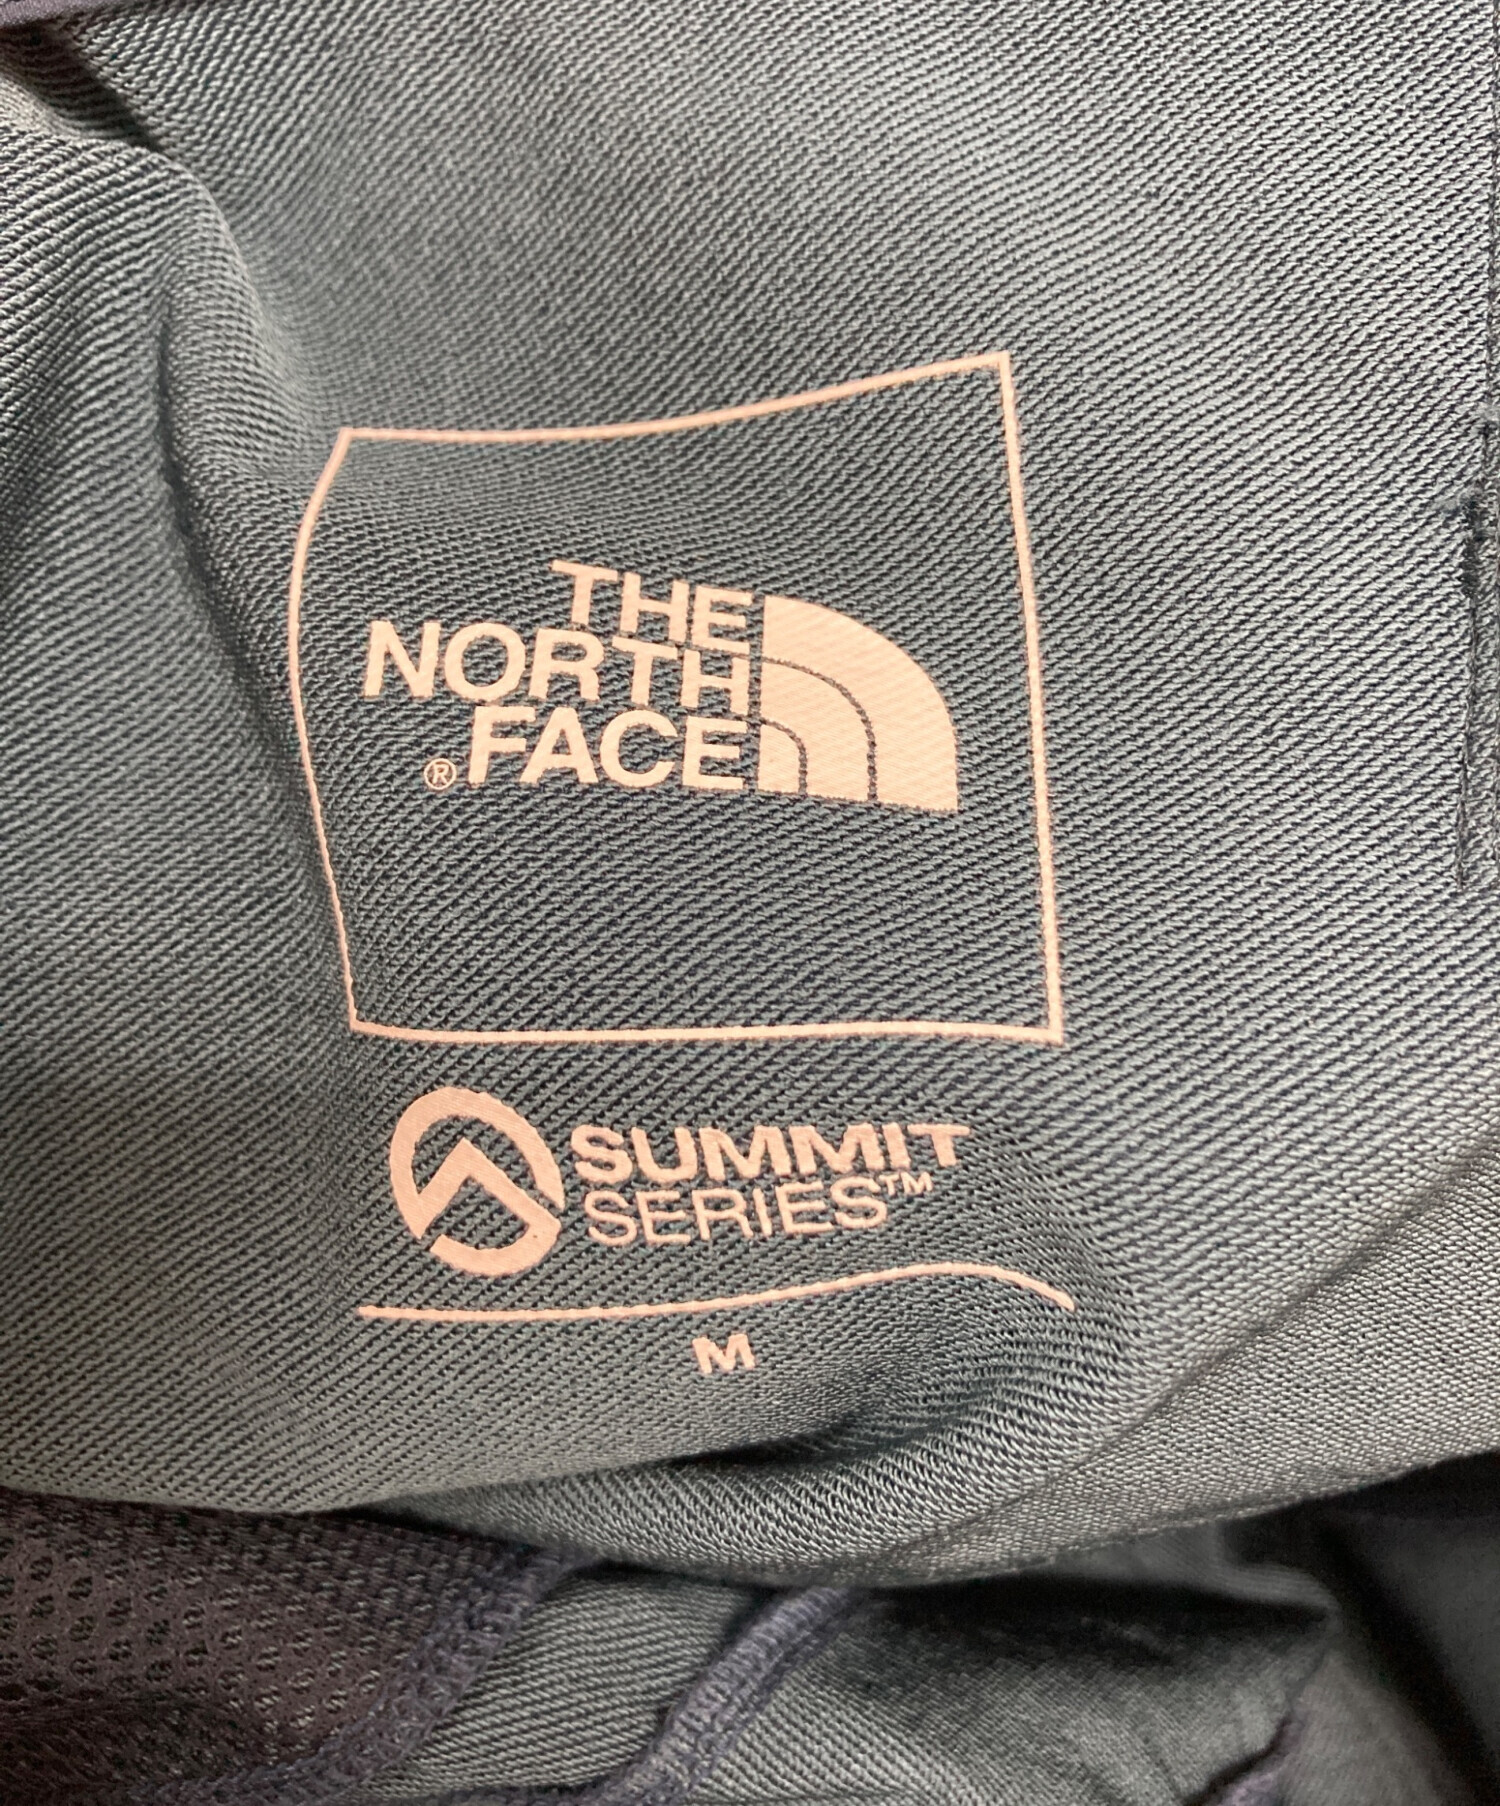 THE
NORTH
®FACE
SUMMIT
SERIES™
M